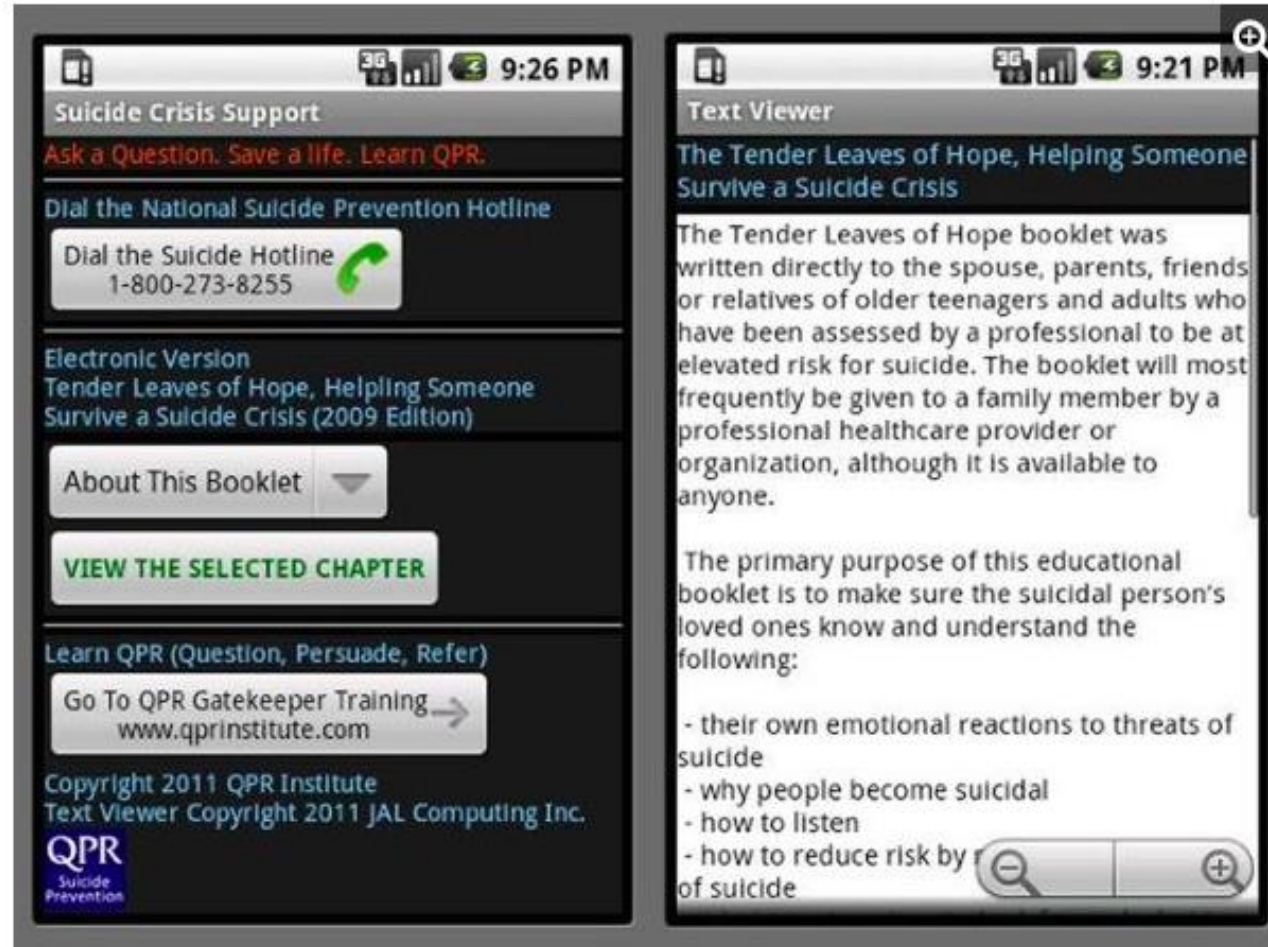 9:26 PM
Suicide Crisis Support
Ask a Question. Save a life. Learn QPR.
Dial the National Suicide Prevention Hotline
Dial the Suicide Hotline
1-800-273-8255
Electronic Version
Tender Leaves of Hope, Helpling Someone
Survive a Suicide Crisis (2009 Edition)
About This Booklet
VIEW THE SELECTED CHAPTER
Learn QPR (Question, Persuade, Refer)
Go To QPR Gatekeeper Training
www.qprinstitute.com
Copyright 2011 QPR Institute
Text Viewer Copyright 2011 JAL Computing Inc.
QPR
Suicide
Prevention
3G
9:21 PM
Text Viewer
The Tender Leaves of Hope, Helping Someone
Survive a Suicide Crisis
The Tender Leaves of Hope booklet was
written directly to the spouse, parents, friends
or relatives of older teenagers and adults who
have been assessed by a professional to be at
elevated risk for suicide. The booklet will most
frequently be given to a family member by a
professional healthcare provider or
organization, although it is available to
anyone.
The primary purpose of this educational
booklet is to make sure the suicidal person's
loved ones know and understand the
following:
- their own emotional reactions to threats of
suicide
- why people become suicidal
- how to listen
- how to reduce risk by
of suicide